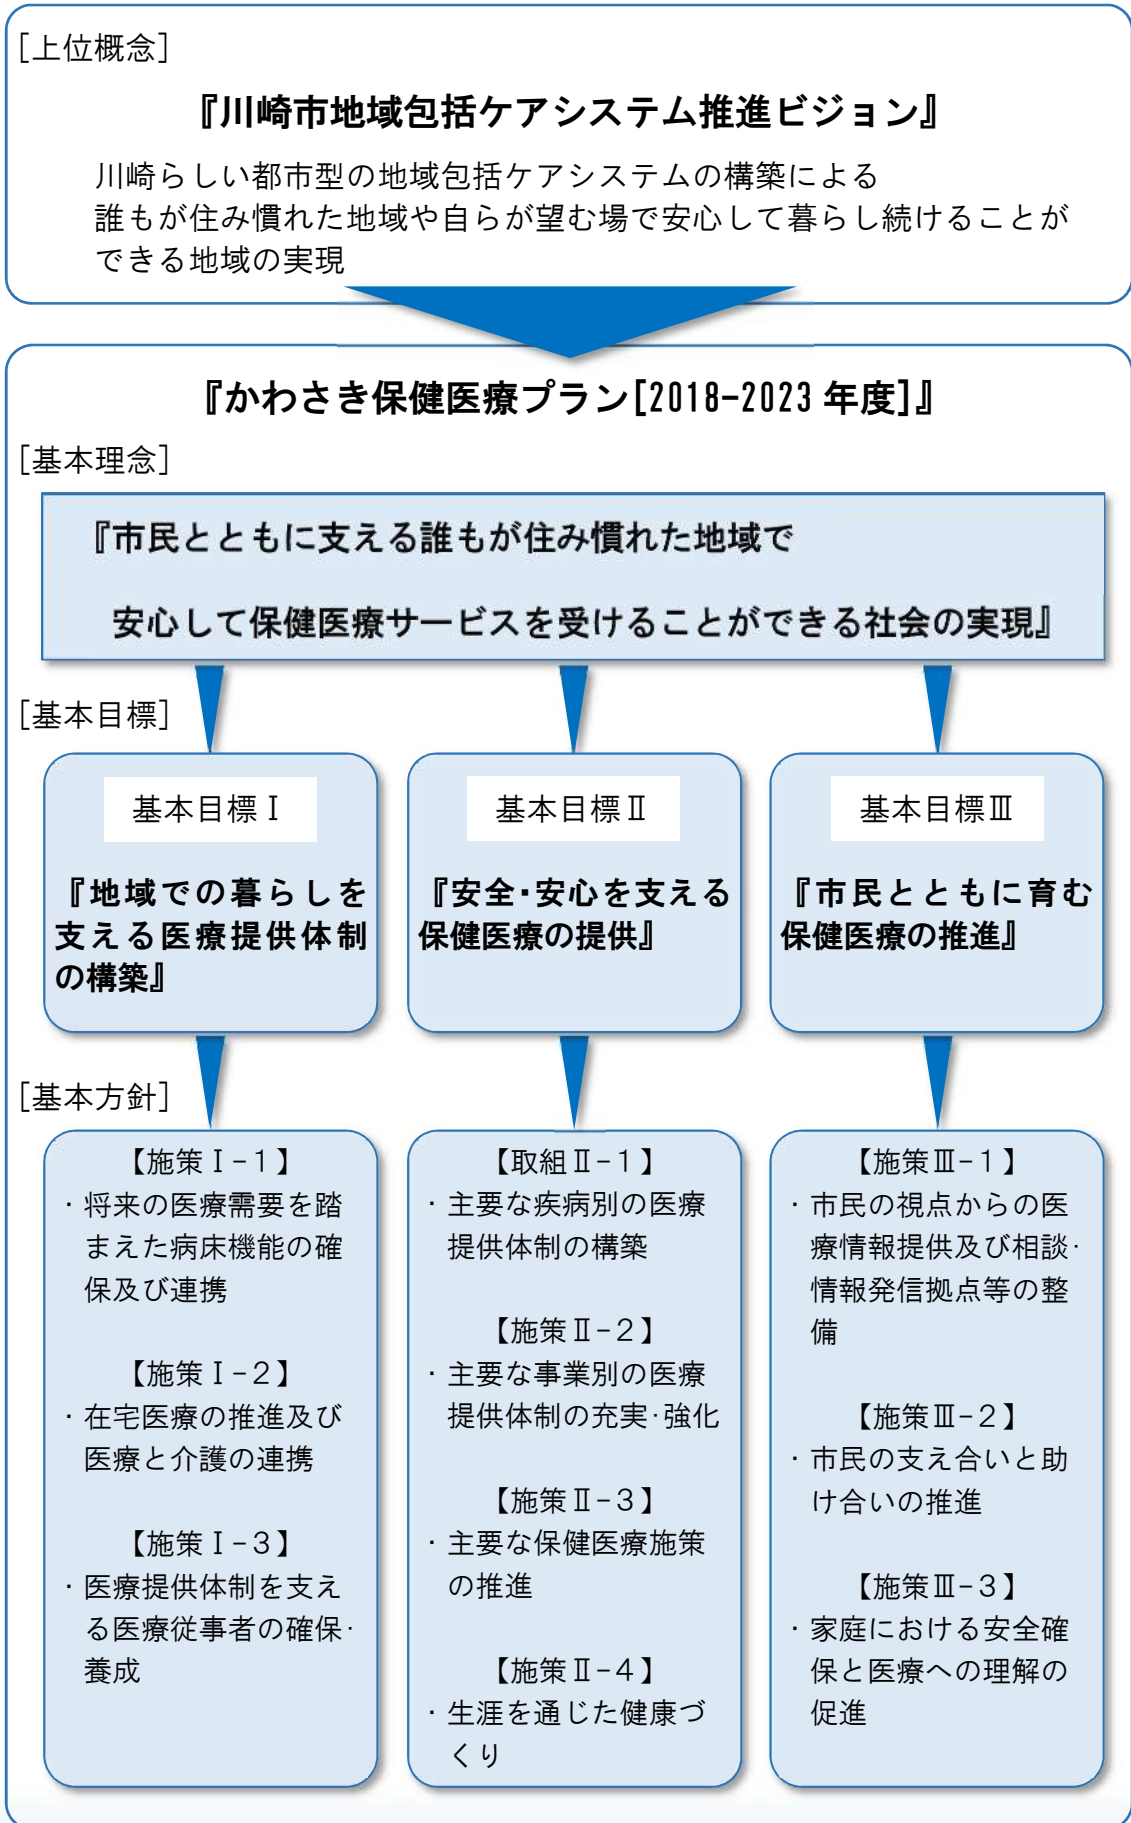 [上位概念]
『川崎市地域包括ケアシステム推進ビジョン』
川崎らしい都市型の地域包括ケアシステムの構築による
誰もが住み慣れた地域や自らが望む場で安心して暮らし続けることが
できる地域の実現
『かわさき保健医療プラン[2018-2023 年度]』
[基本理念]
『市民とともに支える誰もが住み慣れた地域で
安心して保健医療サービスを受けることができる社会の実現』
[基本目標]
基本目標Ⅰ
『地域での暮らしを
支える医療提供体制
の構築』
基本目標Ⅱ
『安全・安心を支える
保健医療の提供』
基本目標Ⅲ
『市民とともに育む
保健医療の推進』
[基本方針]
【施策Ⅰ-1】
・将来の医療需要を踏
まえた病床機能の確
保及び連携
【施策Ⅰ-2】
・在宅医療の推進及び
医療と介護の連携
【施策Ⅰ-3】
・医療提供体制を支え
る医療従事者の確保・
養成
【取組Ⅱ-1】
・主要な疾病別の医療
提供体制の構築
【施策Ⅱ-2】
・主要な事業別の医療
提供体制の充実・強化
【施策Ⅱ-3】
・主要な保健医療施策
の推進
【施策Ⅱ-4】
・生涯を通じた健康づ
くり
【施策Ⅲ-1】
・市民の視点からの医
療情報提供及び相談・
情報発信拠点等の整
備
【施策Ⅲ-2】
・市民の支え合いと助
け合いの推進
【施策Ⅲ-3】
・家庭における安全確
保と医療への理解の
促進